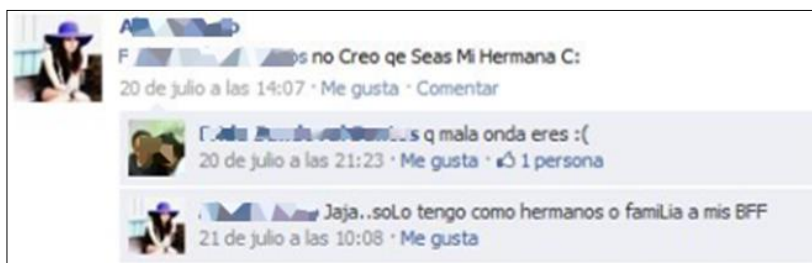 no Creo qe Seas Mi Hermana C:
20 de julio a las 14:07 · Me gusta · Comentar
q mala onda eres :(
20 de julio a las 21:23 · Me gusta · 1 persona
Jaja..soLo tengo como hermanos o famiLia a mis BFF
21 de julio a las 10:08 · Me gusta